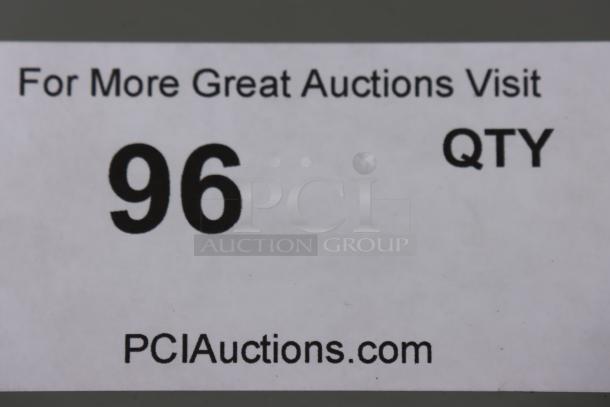 For More Great Auctions Visit
96 QTY
PCI
AUCTION GROUP
PCIAuctions.com